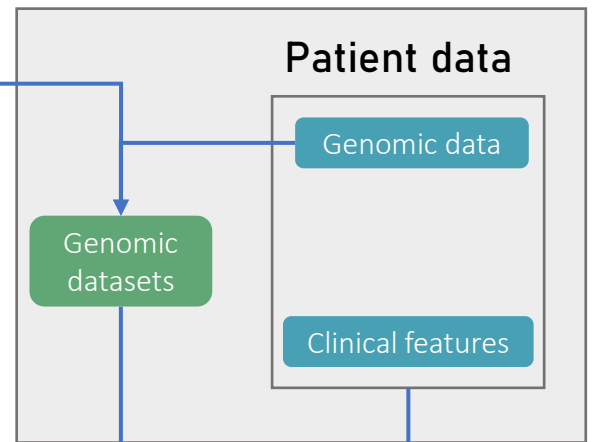 Patient data
Genomic data
Genomic
datasets
Clinical features